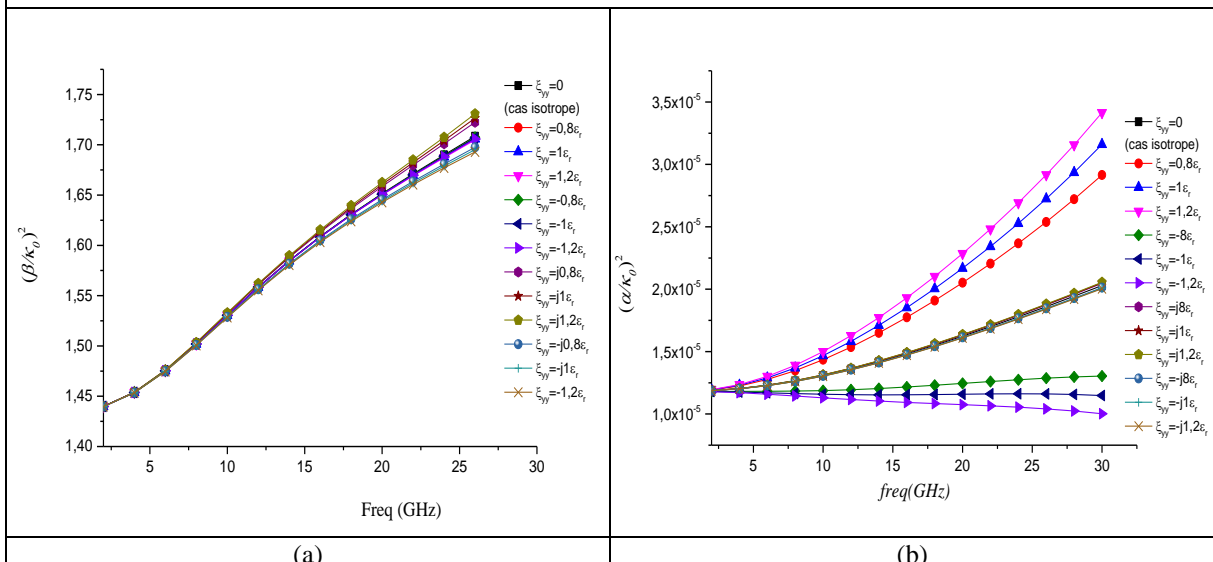 1,75
1,70
1,65
1,60
1,55
1,50
1,45
1,40
(β/κₒ)²
5 10 15 20 25 30
Freq (GHz)
ξyy=0
(cas isotrope)
ξyy=0,8εr
ξyy=1εr
ξyy=1,2εr
ξyy=-0,8εr
ξyy=-1εr
ξyy=-1,2εr
ξyy=j0,8εr
ξyy=j1εr
ξyy=j1,2εr
ξyy=-j0,8εr
ξyy=-j1εr
ξyy=-1,2εr
(a)
3,5x10⁻⁵
3,0x10⁻⁵
2,5x10⁻⁵
2,0x10⁻⁵
1,5x10⁻⁵
1,0x10⁻⁵
(α/κₒ)²
5 10 15 20 25 30
freq(GHz)
ξyy=0
(cas isotrope)
ξyy=0,8εr
ξyy=1εr
ξyy=1,2εr
ξyy=-8εr
ξyy=-1εr
ξyy=-1,2εr
ξyy=j8εr
ξyy=j1εr
ξyy=j1,2εr
ξyy=-j8εr
ξyy=-j1εr
ξyy=-j1,2εr
(b)